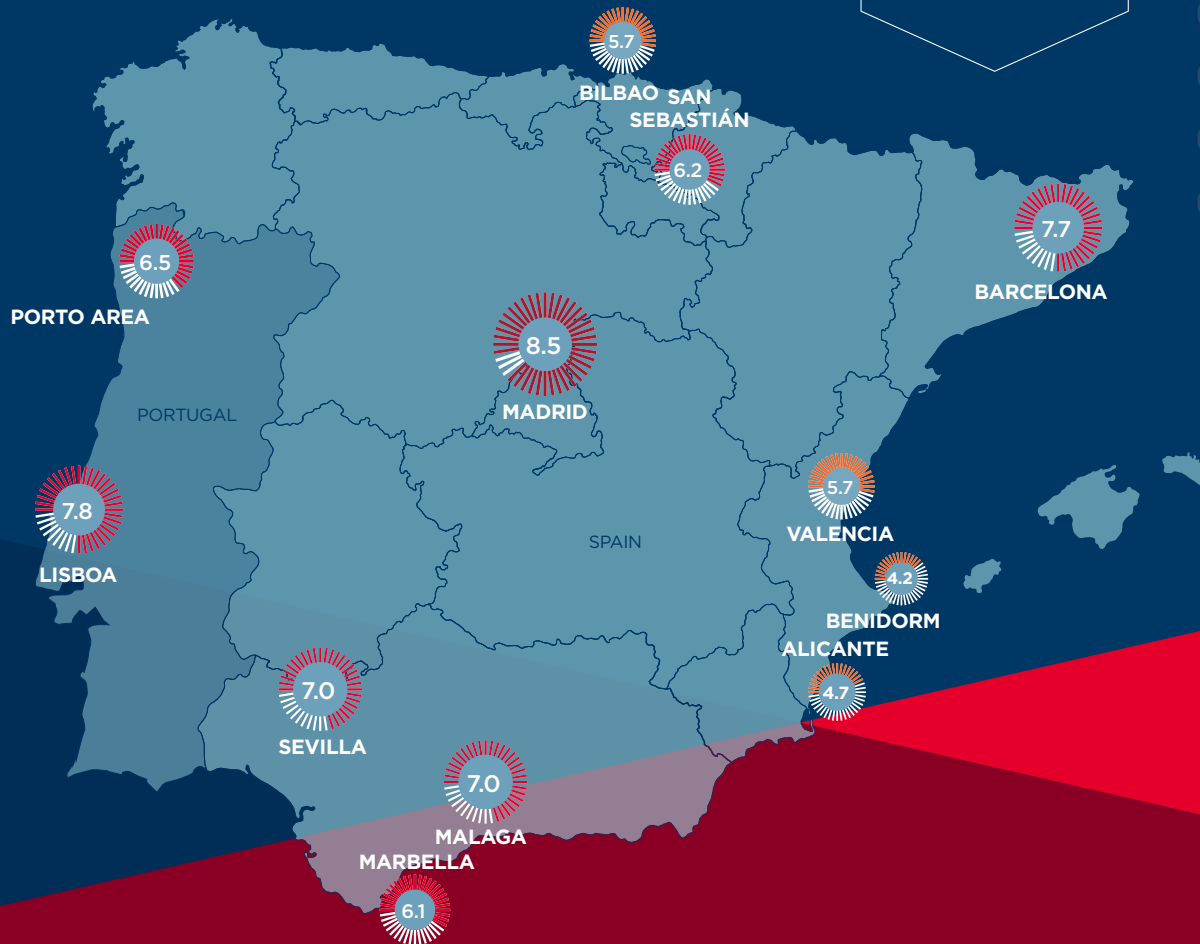 5.7
BILBAO
SAN
SEBASTIÁN
6.2
7.7
BARCELONA
6.5
PORTO AREA
8.5
MADRID
PORTUGAL
5.7
VALENCIA
7.8
LISBOA
SPAIN
4.2
BENIDORM
ALICANTE
4.7
7.0
SEVILLA
7.0
MALAGA
MARBELLA
6.1